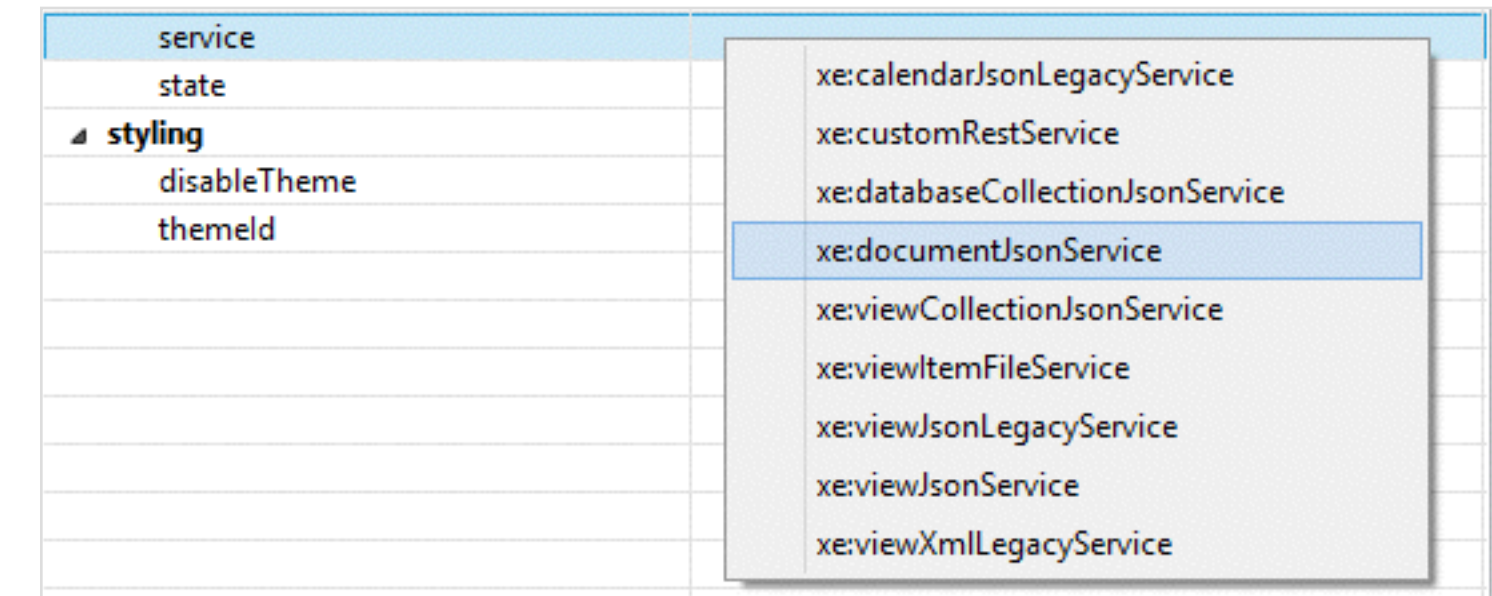 service
state
styling
disableTheme
themeId
xe:calendarJsonLegacyService
xe:customRestService
xe:databaseCollectionJsonService
xe:documentJsonService
xe:viewCollectionJsonService
xe:viewItemFileService
xe:viewJsonLegacyService
xe:viewJsonService
xe:viewXmlLegacyService